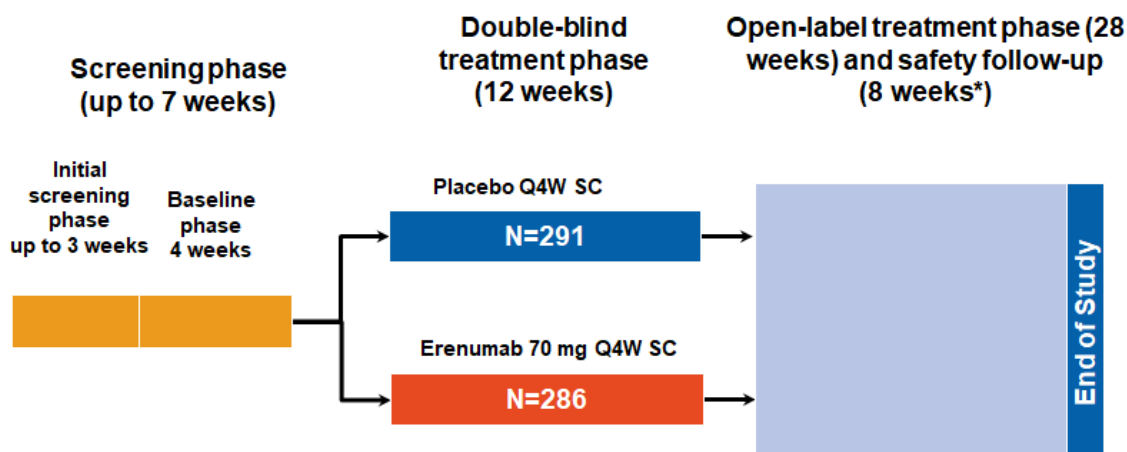 Screening phase
(up to 7 weeks)
Double-blind
treatment phase
(12 weeks)
Open-label treatment phase (28
weeks) and safety follow-up
(8 weeks*)
Initial
screening
phase
up to 3 weeks
Baseline
phase
4 weeks
Placebo Q4W SC
N=291
Erenumab 70 mg Q4W SC
N=286
End of Study